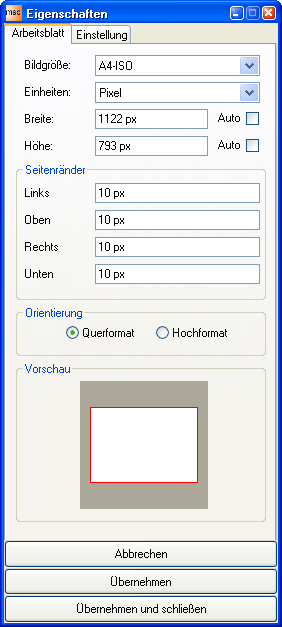 msc Eigenschaften
Arbeitsblatt Einstellung
Bildgröße: A4-ISO
Einheiten: Pixel
Breite: 1122 px Auto
Höhe: 793 px Auto
Seitenränder
Links 10 px
Oben 10 px
Rechts 10 px
Unten 10 px
Orientierung
Querformat Hochformat
Vorschau
Abbrechen
Übernehmen
Übernehmen und schließen